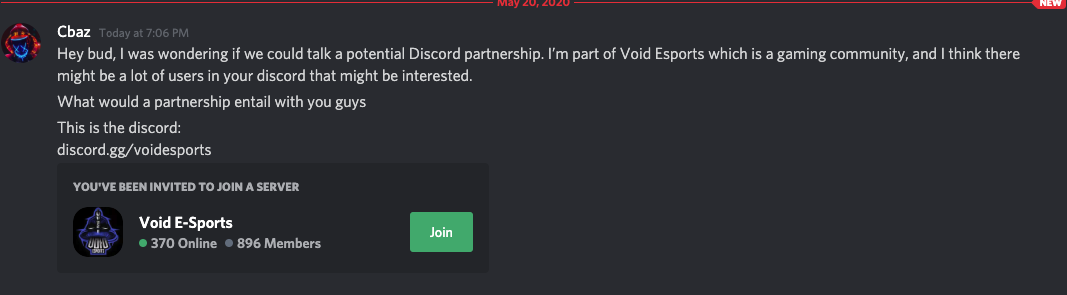 May 20, 2020
NEW
Cbaz Today at 7:06 PM
Hey bud, I was wondering if we could talk a potential Discord partnership. I'm part of Void Esports which is a gaming community, and I think there
might be a lot of users in your discord that might be interested.
What would a partnership entail with you guys
This is the discord:
discord.gg/voidesports
YOU'VE BEEN INVITED TO JOIN A SERVER
Void E-Sports
370 Online 896 Members
Join
VOID